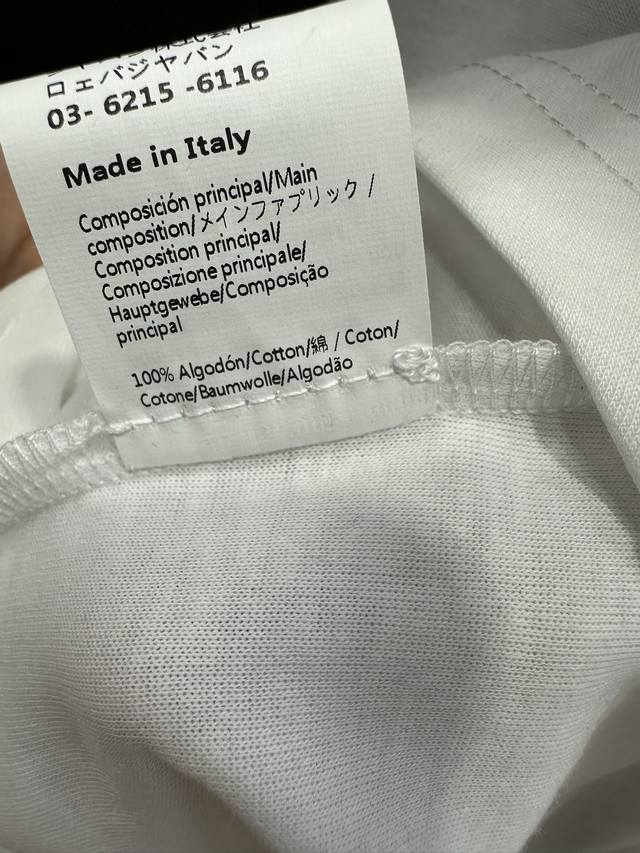 ロェバジャパン
03- 6215 -6116
Made in Italy
Composición principal/Main
composition/メインファブリック /
Composition principal/
Composizione principale/
Hauptgewebe/Composição
principal
100% Algodón/Cotton/綿 / Coton/
Cotone/Baumwolle/Algodão